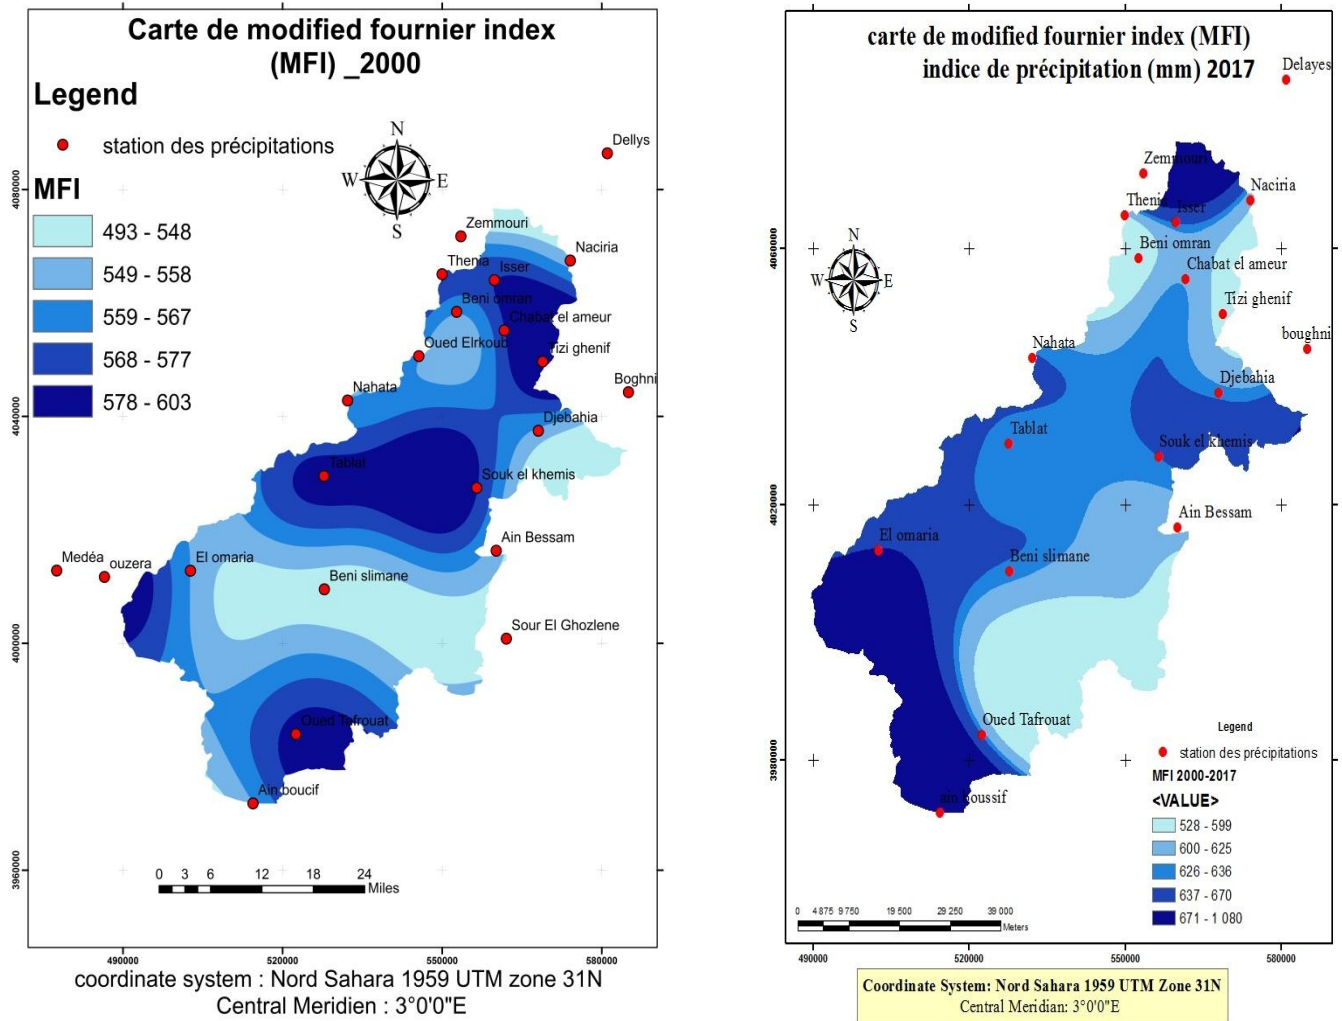 Carte de modified fournier index
(MFI) _2000
Legend
station des précipitations
MFI
493 - 548
549 - 558
559 - 567
568 - 577
578 - 603
N
W E
S
Dellys
Zemmouri
Naciria
Thenia
Isser
Beni omran
Chabat el ameur
Oued Elrkoub
Tizi ghenif
Boghni
Nahata
Djebahia
Tablat
Souk el khemis
Ain Bessam
Medéa
ouzera
El omaria
Beni slimane
Sour El Ghozlene
Oued Tafrouat
Ain boucif
0 3 6 12 18 24
Miles
4080000
4040000
4000000
3960000
490000 520000 550000 580000
coordinate system : Nord Sahara 1959 UTM zone 31N
Central Meridien : 3°0'0"E
carte de modified fournier index (MFI)
indice de précipitation (mm) 2017
Delayes
Zemmouri
Naciria
Thenia
Isser
Beni omran
N
W E
S
Chabat el ameur
Tizi ghenif
boughni
Nahata
Djebahia
Tablat
Souk el khemis
Ain Bessam
El omaria
Beni slimane
Oued Tafrouat
ain boussif
Legend
station des précipitations
MFI 2000-2017
<VALUE>
528 - 599
600 - 625
626 - 636
637 - 670
671 - 1 080
0 4 875 9 750 19 500 29 250 39 000
Meters
4060000
4020000
3980000
490000 520000 550000 580000
Coordinate System: Nord Sahara 1959 UTM Zone 31N
Central Meridian: 3°0'0"E